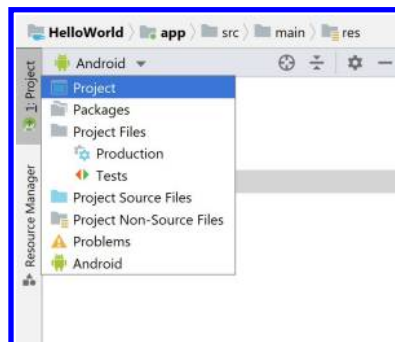 HelloWorld app src main res
1: Project
Android
Project
Packages
Project Files
Production
Tests
Project Source Files
Project Non-Source Files
Problems
Android
Resource Manager